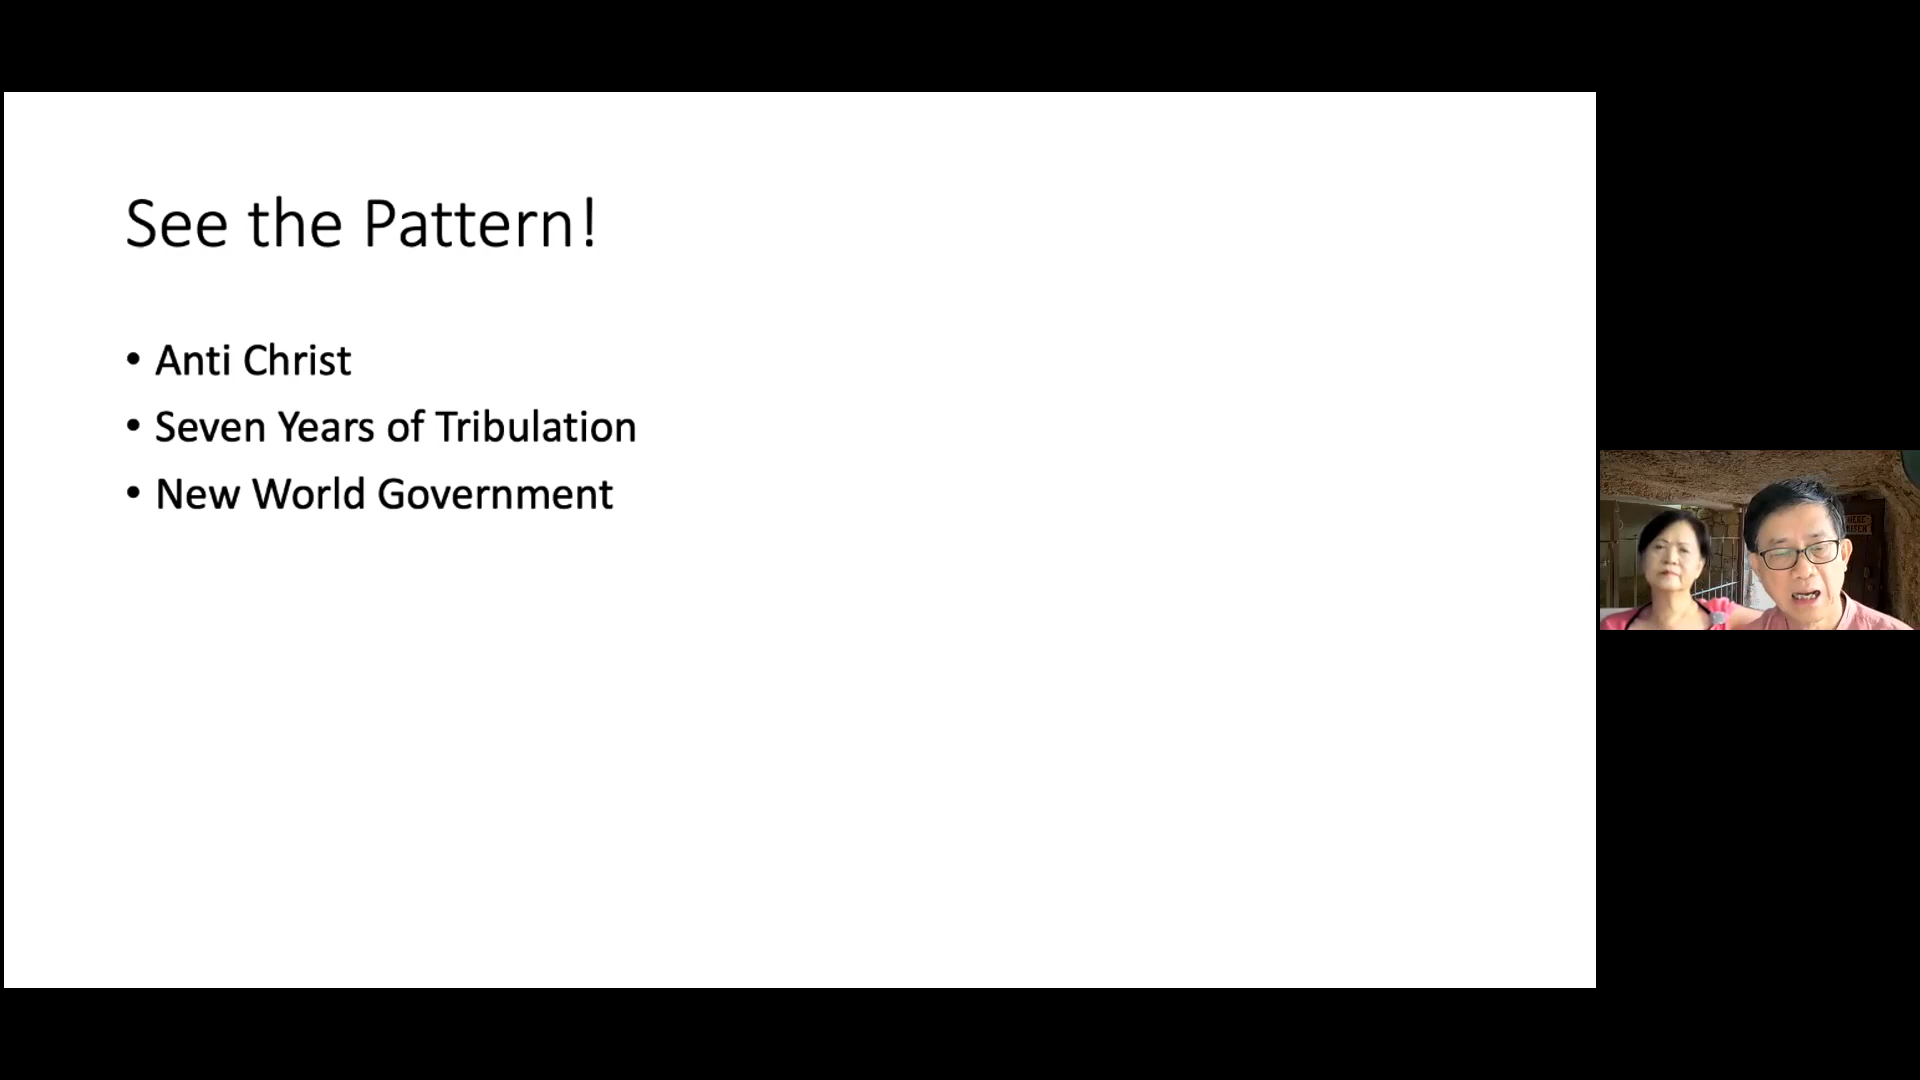 See the Pattern!
• Anti Christ
• Seven Years of Tribulation
• New World Government